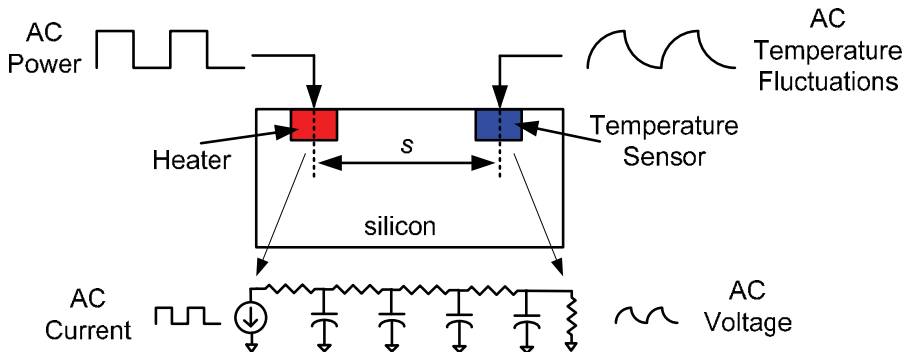 AC
Power
AC
Temperature
Fluctuations
Heater
s
Temperature
Sensor
silicon
AC
Current
AC
Voltage